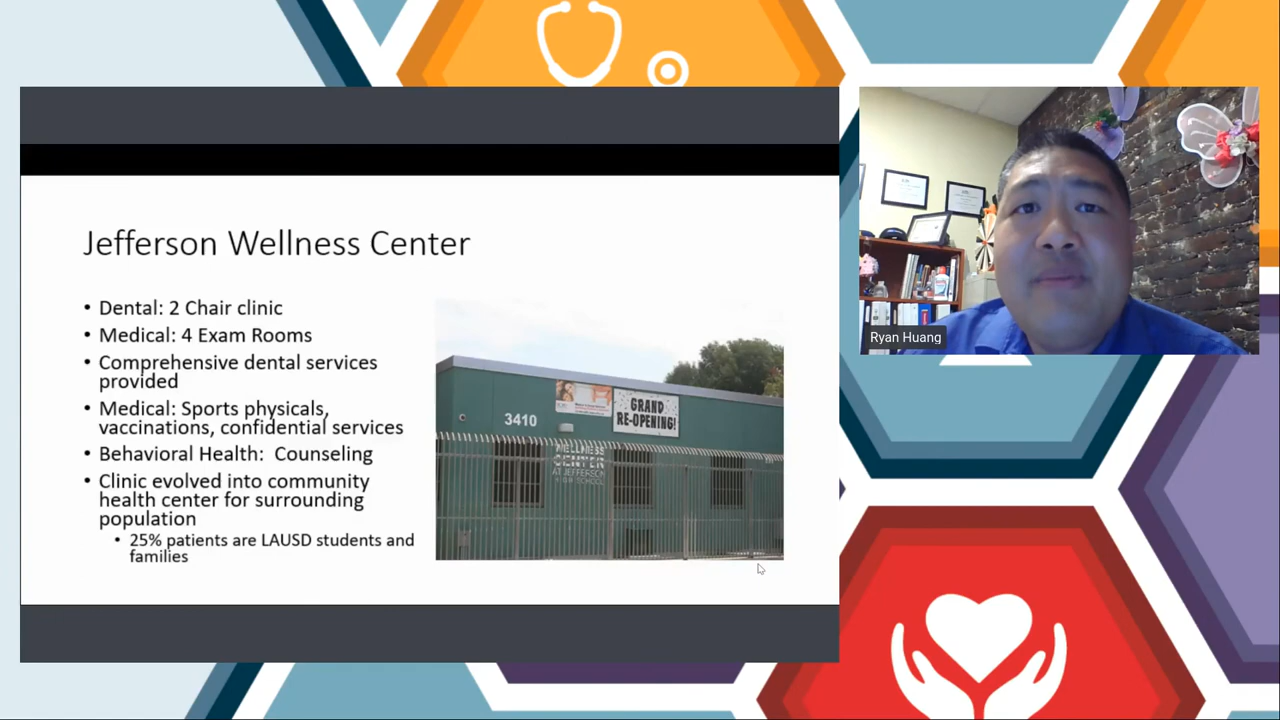 Jefferson Wellness Center
• Dental: 2 Chair clinic
• Medical: 4 Exam Rooms
• Comprehensive dental services
provided
• Medical: Sports physicals,
vaccinations, confidential services
• Behavioral Health:  Counseling
• Clinic evolved into community
health center for surrounding
population
• 25% patients are LAUSD students and
families
GRAND
RE-OPENING!
3410
WELLNESS
CENTER
AT JEFFERSON
HIGH SCHOOL
Ryan Huang